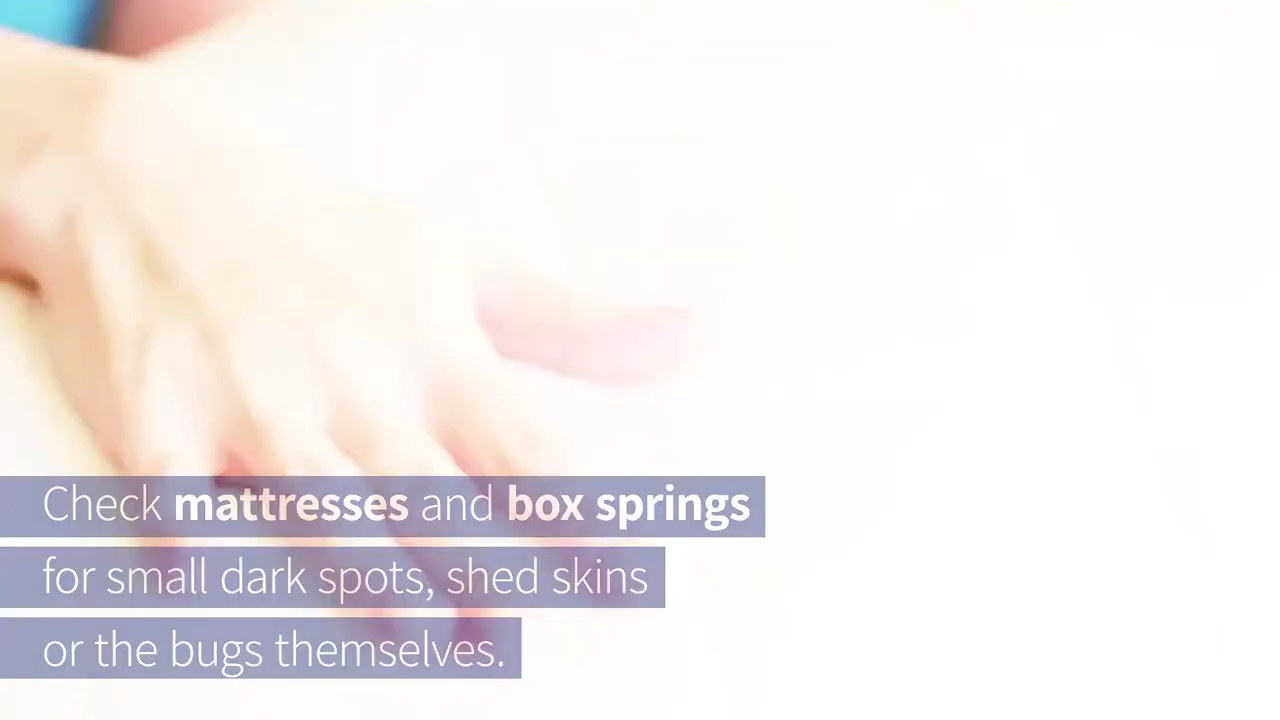 Check mattresses and box springs
for small dark spots, shed skins
or the bugs themselves.